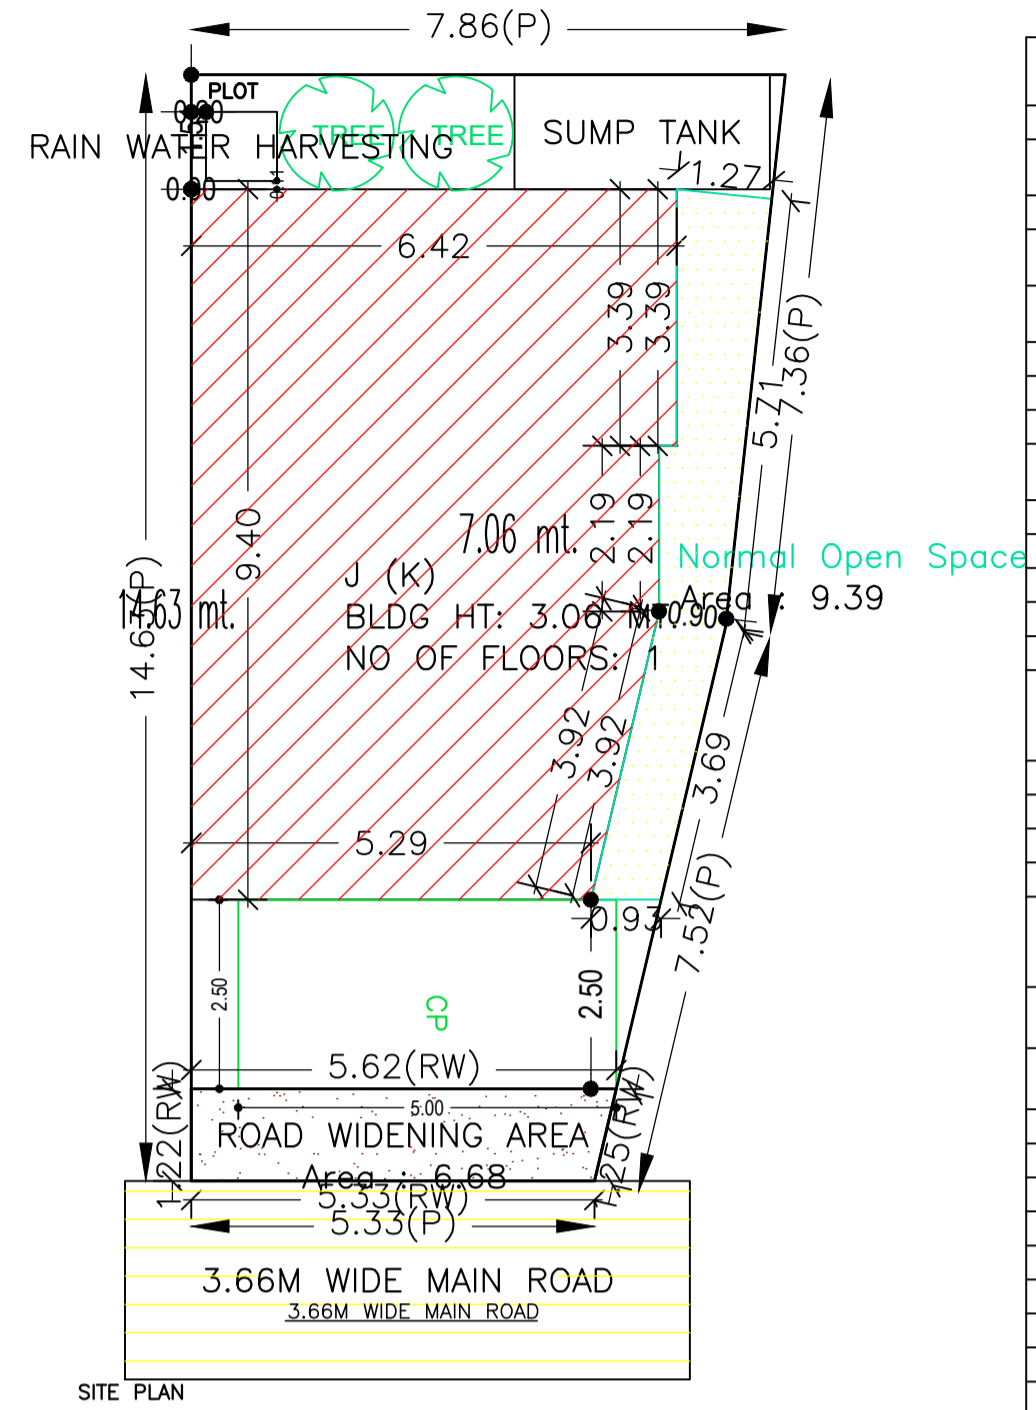 7.86(P)
PLOT
0.20
TREE TREE
SUMP TANK
RAIN WATER HARVESTING
1.27
6.42
3.39
3.39
7.36(P)
5.71
9.40
2.19
2.19
7.06 mt.
Normal Open Space
J (K)
Area : 9.39
14.63 mt.
BLDG HT: 3.06 MT
0.90
NO OF FLOORS: 1
3.92
3.92
3.69
5.29
0.93
7.52(P)
2.50
2.50
CP
5.62(RW)
1.22(RW)
1.25(RW)
5.00
ROAD WIDENING AREA
Area : 6.68
5.33(RW)
5.33(P)
3.66M WIDE MAIN ROAD
3.66M WIDE MAIN ROAD
SITE PLAN